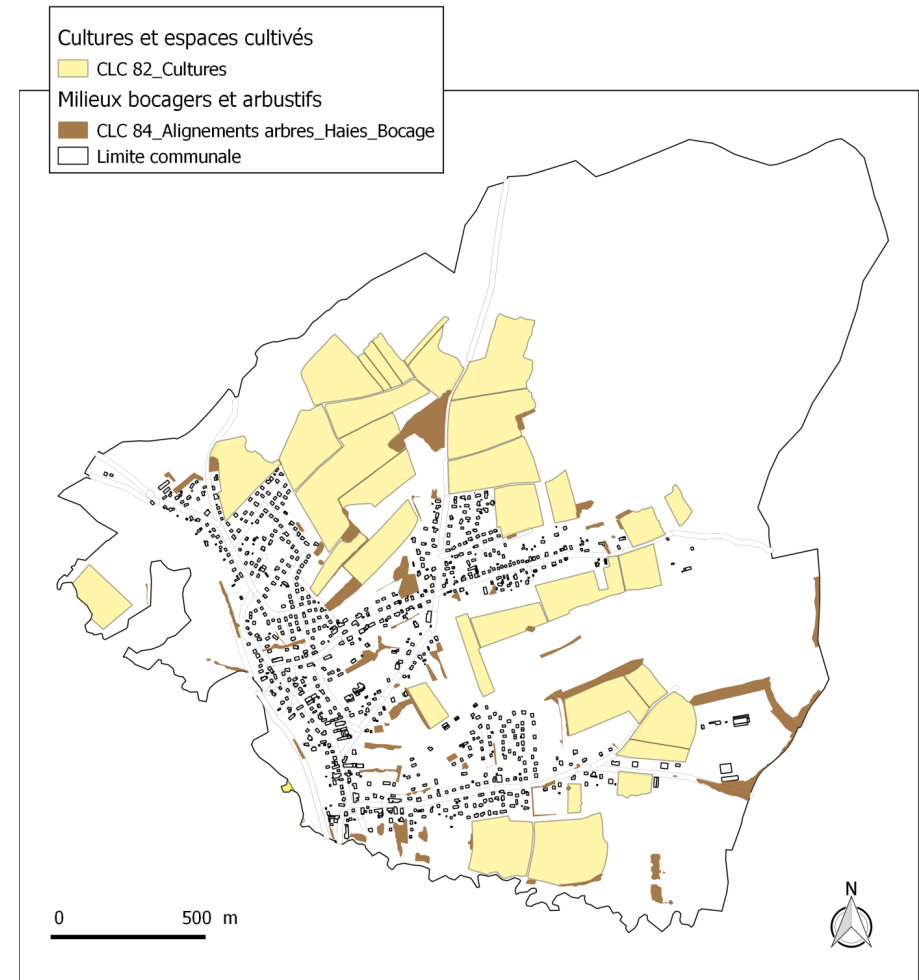 Cultures et espaces cultivés
CLC 82_Cultures
Milieux bocagers et arbustifs
CLC 84_Alignements arbres_Haies_Bocage
Limite communale
N
0 500 m